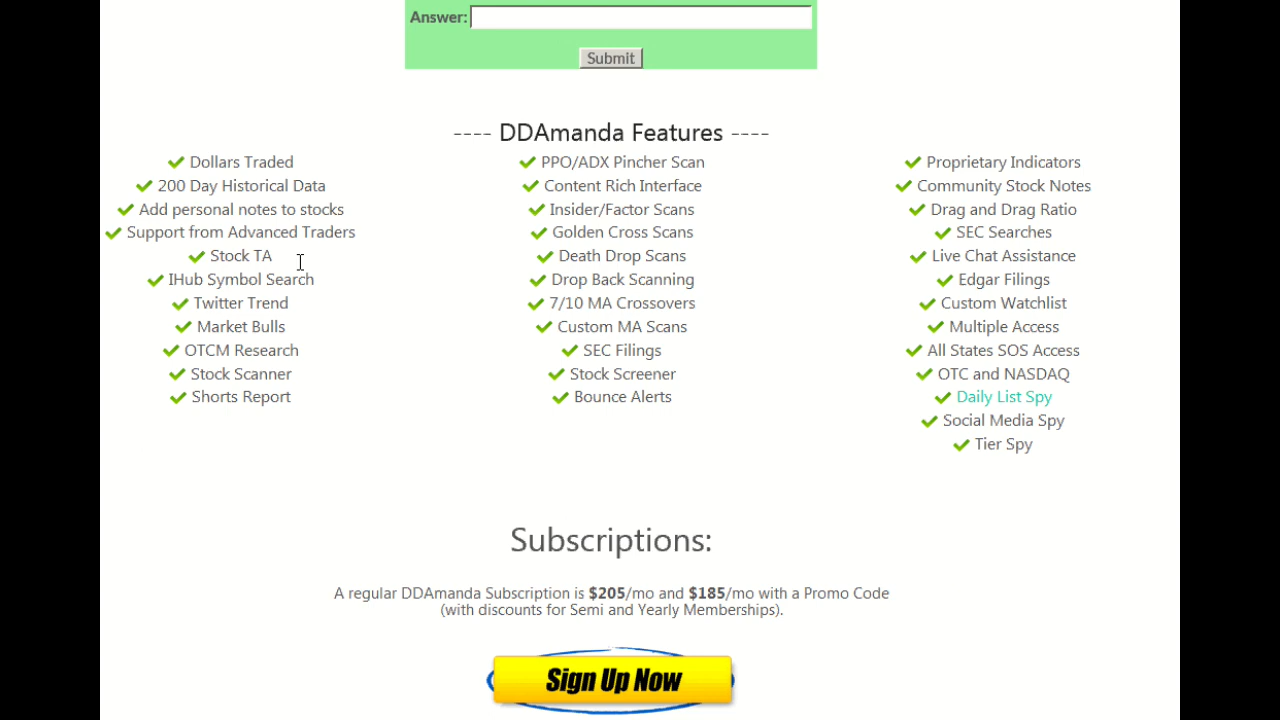 Answer:
Submit
---- DDAmanda Features ----
Dollars Traded
200 Day Historical Data
Add personal notes to stocks
Support from Advanced Traders
Stock TA
IHub Symbol Search
Twitter Trend
Market Bulls
OTCM Research
Stock Scanner
Shorts Report
PPO/ADX Pincher Scan
Content Rich Interface
Insider/Factor Scans
Golden Cross Scans
Death Drop Scans
Drop Back Scanning
7/10 MA Crossovers
Custom MA Scans
SEC Filings
Stock Screener
Bounce Alerts
Proprietary Indicators
Community Stock Notes
Drag and Drag Ratio
SEC Searches
Live Chat Assistance
Edgar Filings
Custom Watchlist
Multiple Access
All States SOS Access
OTC and NASDAQ
Daily List Spy
Social Media Spy
Tier Spy
Subscriptions:
A regular DDAmanda Subscription is $205/mo and $185/mo with a Promo Code
(with discounts for Semi and Yearly Memberships).
Sign Up Now